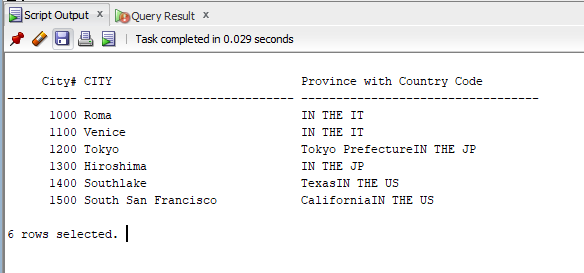 Script Output x Query Result x
Task completed in 0.029 seconds
City# CITY Province with Country Code
---------- ------------------------------ ---------------------------------
1000 Roma IN THE IT
1100 Venice IN THE IT
1200 Tokyo Tokyo PrefectureIN THE JP
1300 Hiroshima IN THE JP
1400 Southlake TexasIN THE US
1500 South San Francisco CaliforniaIN THE US
6 rows selected.